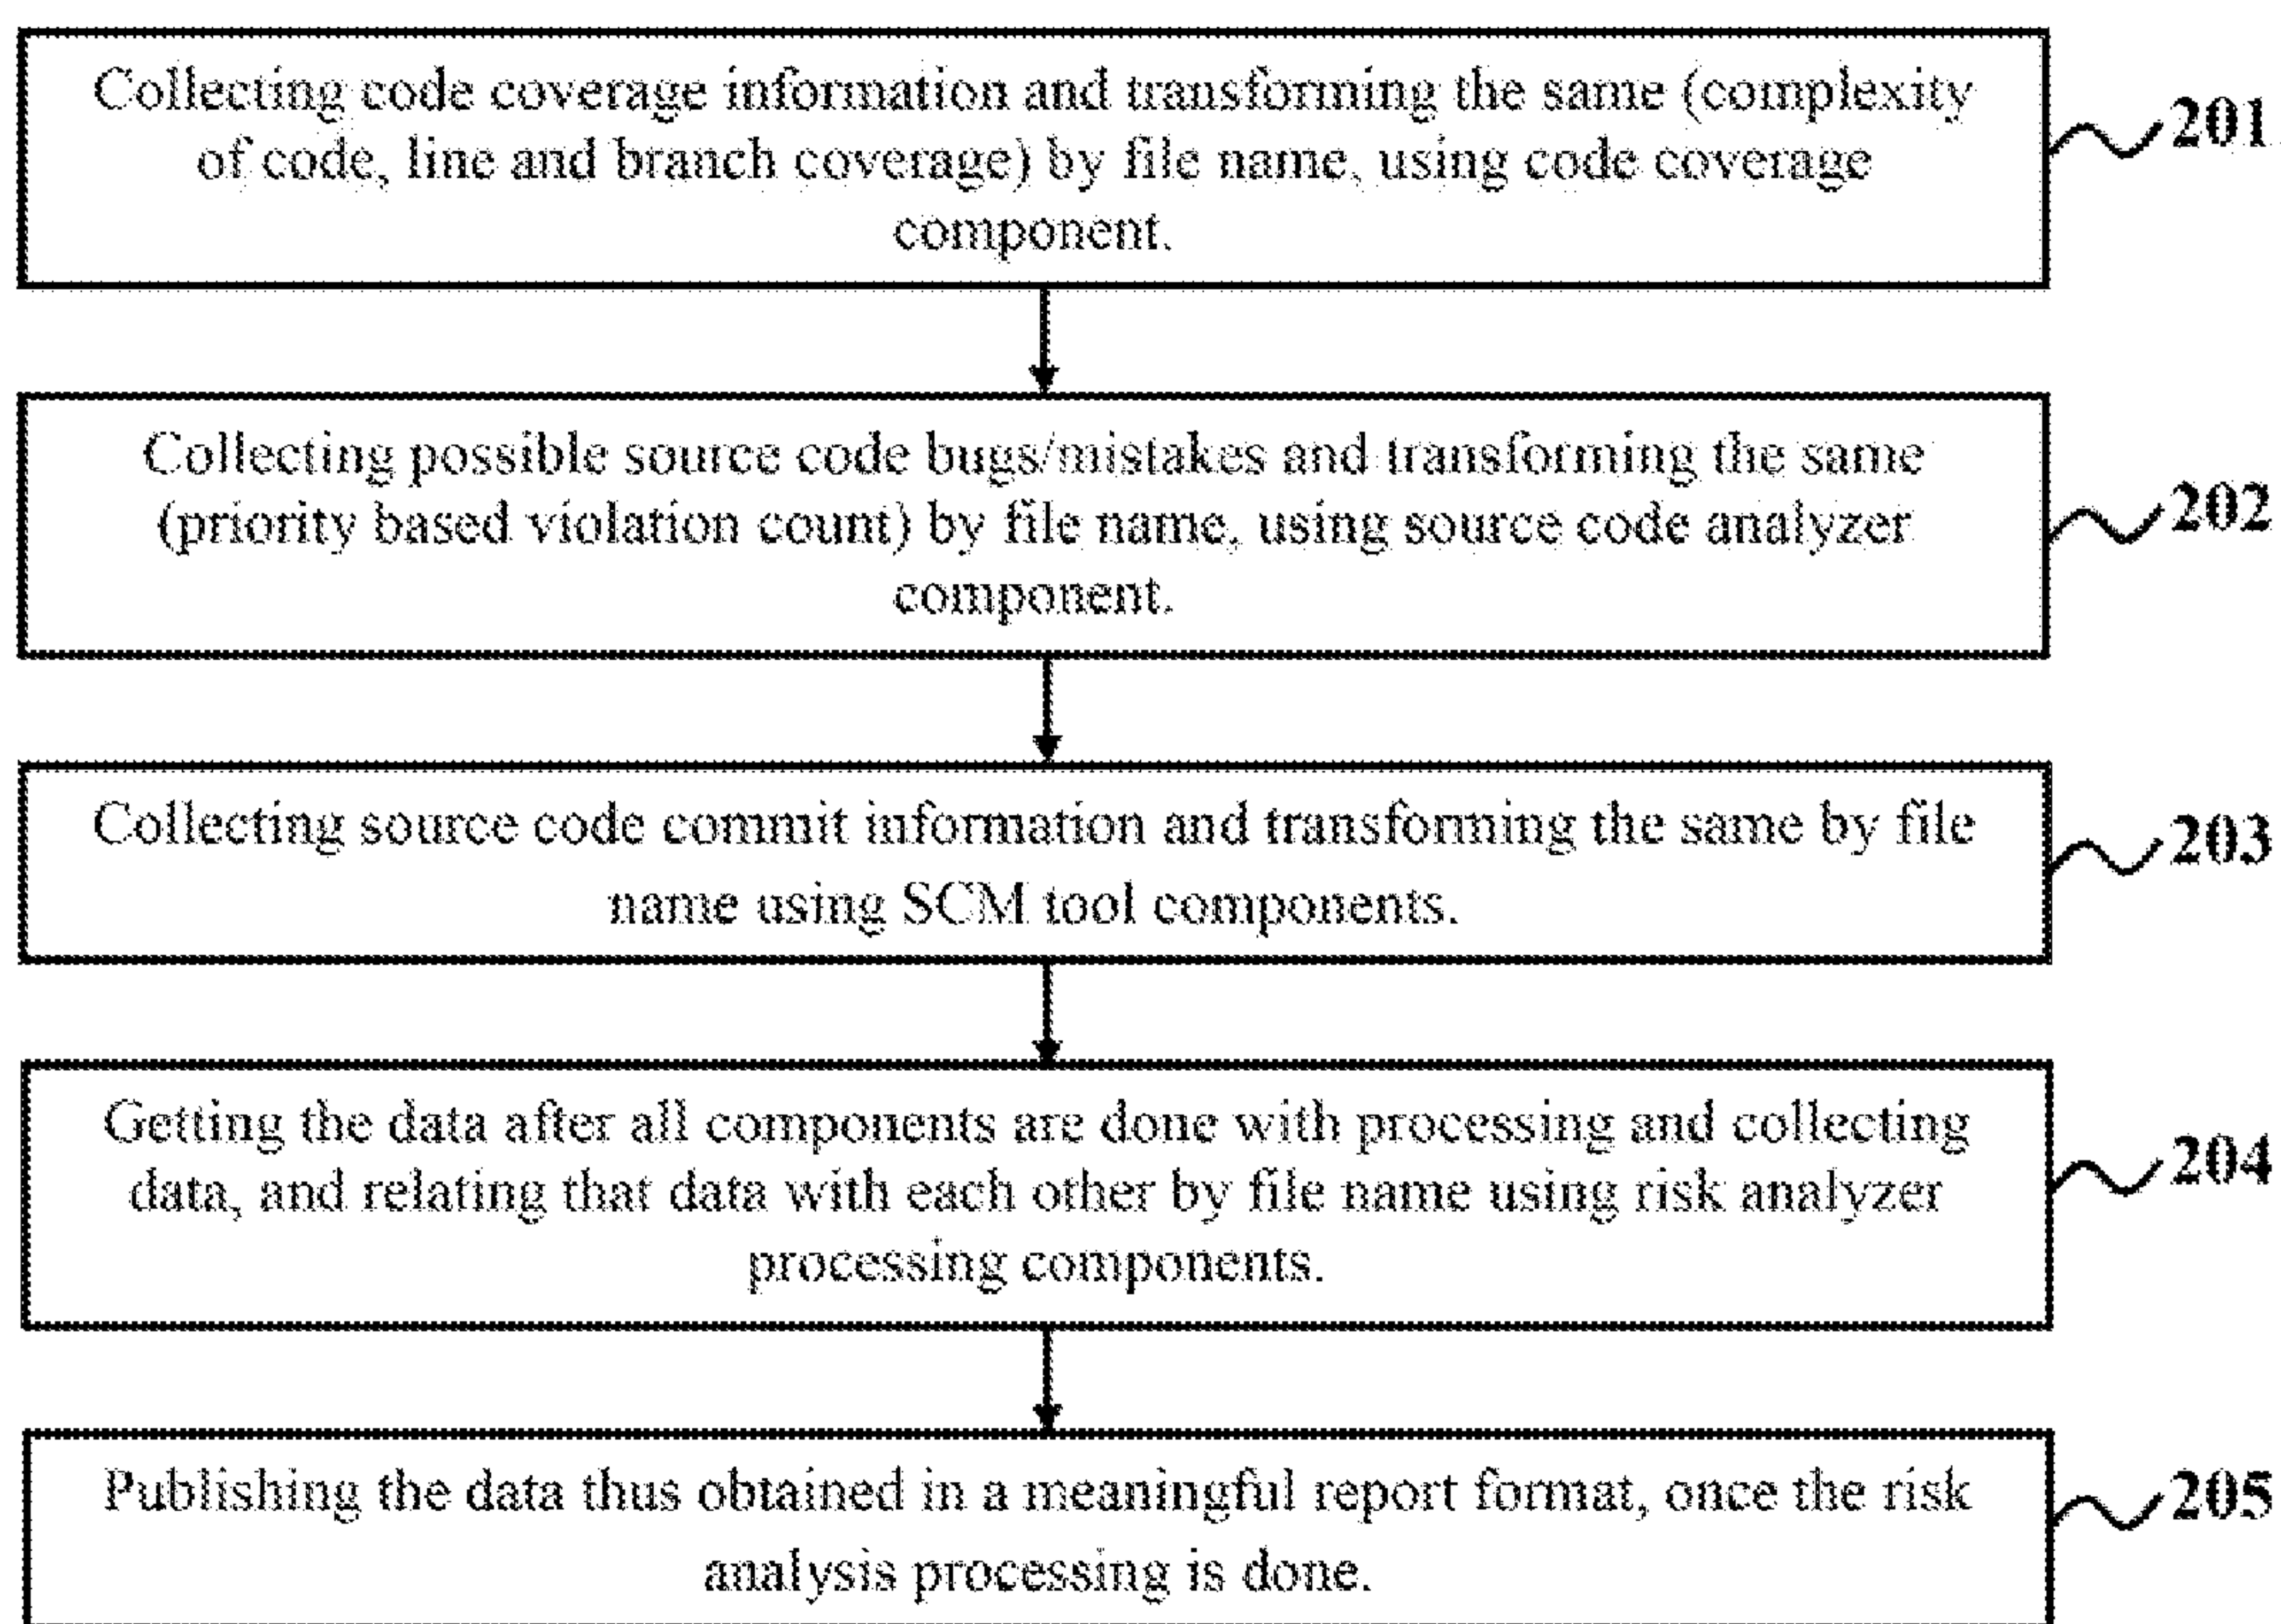 Collecting code coverage information and transforming the same (complexity
of code, line and branch coverage) by file name, using code coverage
component.
201
Collecting possible source code bugs/mistakes and transforming the same
(priority based violation count) by file name, using source code analyzer
component.
202
Collecting source code commit information and transforming the same by file
name using SCM tool components.
203
Getting the data after all components are done with processing and collecting
data, and relating that data with each other by file name using risk analyzer
processing components.
204
Publishing the data thus obtained in a meaningful report format, once the risk
analysis processing is done.
205